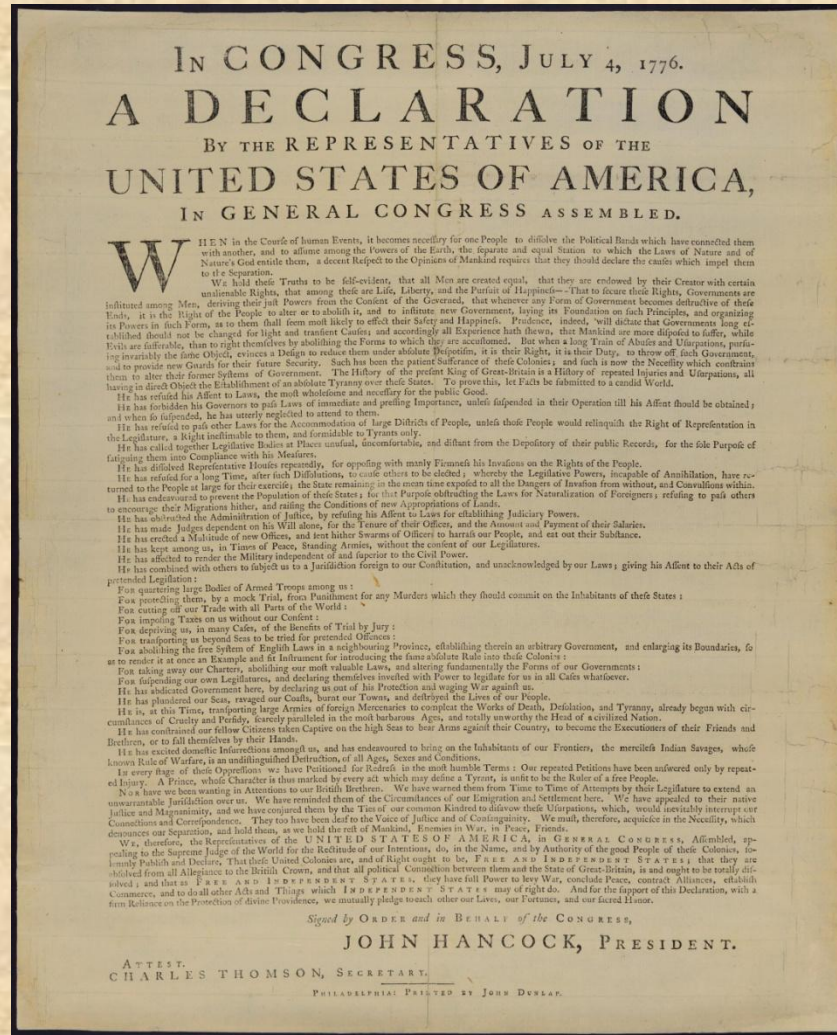 IN CONGRESS, JULY 4, 1776.
A DECLARATION
BY THE REPRESENTATIVES OF THE
UNITED STATES OF AMERICA,
IN GENERAL CONGRESS ASSEMBLED.
WHEN in the Courſe of human Events, it becomes neceſſary for one People to diſſolve the Political Bands which have connected them
with another, and to aſſume among the Powers of the Earth, the ſeparate and equal Station to which the Laws of Nature and of
Nature's God entitle them, a decent Reſpect to the Opinions of Mankind requires that they ſhould declare the cauſes which impel them
to the Separation.
WE hold theſe Truths to be ſelf-evident, that all Men are created equal, that they are endowed by their Creator with certain
unalienable Rights, that among theſe are Life, Liberty, and the Purſuit of Happineſs--That to ſecure theſe Rights, Governments are
inſtituted among Men, deriving their juſt Powers from the Conſent of the Governed, that whenever any Form of Government becomes deſtructive of theſe
Ends, it is the Right of the People to alter or to aboliſh it, and to inſtitute new Government, laying its Foundation on ſuch Principles, and organizing
its Powers in ſuch Form, as to them ſhall ſeem moſt likely to effect their Safety and Happineſs. Prudence, indeed, will dictate that Governments long eſ-
tabliſhed ſhould not be changed for light and tranſient Cauſes; and accordingly all Experience hath ſhewn, that Mankind are more diſpoſed to ſuffer, while
Evils are ſufferable, than to right themſelves by aboliſhing the Forms to which they are accuſtomed. But when a long Train of Abuſes and Uſurpations, purſu-
ing invariably the ſame Object, evinces a Deſign to reduce them under abſolute Deſpotiſm, it is their Right, it is their Duty, to throw off ſuch Government,
and to provide new Guards for their future Security. Such has been the patient Sufferance of theſe Colonies; and ſuch is now the Neceſſity which conſtrains
them to alter their former Syſtems of Government. The Hiſtory of the preſent King of Great-Britain is a Hiſtory of repeated Injuries and Uſurpations, all
having in direct Object the Eſtabliſhment of an abſolute Tyranny over theſe States. To prove this, let Facts be ſubmitted to a candid World.
HE has refuſed his Aſſent to Laws, the moſt wholeſome and neceſſary for the public Good.
HE has forbidden his Governors to paſs Laws of immediate and preſſing Importance, unleſs ſuſpended in their Operation till his Aſſent ſhould be obtained;
and when ſo ſuſpended, he has utterly neglected to attend to them.
HE has refuſed to paſs other Laws for the Accommodation of large Diſtricts of People, unleſs thoſe People would relinquiſh the Right of Repreſentation in
the Legiſlature, a Right ineſtimable to them, and formidable to Tyrants only.
HE has called together Legiſlative Bodies at Places unuſual, uncomfortable, and diſtant from the Depoſitory of their public Records, for the ſole Purpoſe of
fatiguing them into Compliance with his Meaſures.
HE has diſſolved Repreſentative Houſes repeatedly, for oppoſing with manly Firmneſs his Invaſions on the Rights of the People.
HE has refuſed for a long Time, after ſuch Diſſolutions, to cauſe others to be elected; whereby the Legiſlative Powers, incapable of Annihilation, have re-
turned to the People at large for their exerciſe; the State remaining in the mean time expoſed to all the Dangers of Invaſion from without, and Convulſions within.
HE has endeavoured to prevent the Population of theſe States; for that Purpoſe obſtructing the Laws for Naturalization of Foreigners; refuſing to paſs others
to encourage their Migrations hither, and raiſing the Conditions of new Appropriations of Lands.
HE has obſtructed the Adminiſtration of Juſtice, by refuſing his Aſſent to Laws for eſtabliſhing Judiciary Powers.
HE has made Judges dependent on his Will alone, for the Tenure of their Offices, and the Amount and Payment of their Salaries.
HE has erected a Multitude of new Offices, and ſent hither Swarms of Officers to harraſs our People, and eat out their Subſtance.
HE has kept among us, in Times of Peace, Standing Armies, without the conſent of our Legiſlatures.
HE has affected to render the Military independent of and ſuperior to the Civil Power.
HE has combined with others to ſubject us to a Juriſdiction foreign to our Conſtitution, and unacknowledged by our Laws; giving his Aſſent to their Acts of
pretended Legiſlation:
FOR quartering large Bodies of Armed Troops among us:
FOR protecting them, by a mock Trial, from Puniſhment for any Murders which they ſhould commit on the Inhabitants of theſe States:
FOR cutting off our Trade with all Parts of the World:
FOR impoſing Taxes on us without our Conſent:
FOR depriving us, in many Caſes, of the Benefits of Trial by Jury:
FOR tranſporting us beyond Seas to be tried for pretended Offences:
FOR aboliſhing the free Syſtem of Engliſh Laws in a neighbouring Province, eſtabliſhing therein an arbitrary Government, and enlarging its Boundaries, ſo
as to render it at once an Example and fit Inſtrument for introducing the ſame abſolute Rule into theſe Colonies:
FOR taking away our Charters, aboliſhing our moſt valuable Laws, and altering fundamentally the Forms of our Governments:
FOR ſuſpending our own Legiſlatures, and declaring themſelves inveſted with Power to legiſlate for us in all Caſes whatſoever.
HE has abdicated Government here, by declaring us out of his Protection and waging War againſt us.
HE has plundered our Seas, ravaged our Coaſts, burnt our Towns, and deſtroyed the Lives of our People.
HE is, at this Time, tranſporting large Armies of foreign Mercenaries to compleat the Works of Death, Deſolation, and Tyranny, already begun with cir-
cumſtances of Cruelty and Perfidy, ſcarcely paralleled in the moſt barbarous Ages, and totally unworthy the Head of a civilized Nation.
HE has conſtrained our fellow Citizens taken Captive on the high Seas to bear Arms againſt their Country, to become the Executioners of their Friends and
Brethren, or to fall themſelves by their Hands.
HE has excited domeſtic Inſurrections amongſt us, and has endeavoured to bring on the Inhabitants of our Frontiers, the mercileſs Indian Savages, whoſe
known Rule of Warfare, is an undiſtinguiſhed Deſtruction, of all Ages, Sexes and Conditions.
IN every ſtage of theſe Oppreſſions we have Petitioned for Redreſs in the moſt humble Terms: Our repeated Petitions have been anſwered only by repeat-
ed Injury. A Prince, whoſe Character is thus marked by every act which may define a Tyrant, is unfit to be the Ruler of a free People.
NOR have we been wanting in Attentions to our Britiſh Brethren. We have warned them from Time to Time of Attempts by their Legiſlature to extend an
unwarrantable Juriſdiction over us. We have reminded them of the Circumſtances of our Emigration and Settlement here. We have appealed to their native
Juſtice and Magnanimity, and we have conjured them by the Ties of our common Kindred to diſavow theſe Uſurpations, which, would inevitably interrupt our
Connections and Correſpondence. They too have been deaf to the Voice of Juſtice and of Conſanguinity. We muſt, therefore, acquieſce in the Neceſſity, which
denounces our Separation, and hold them, as we hold the reſt of Mankind, Enemies in War, in Peace, Friends.
WE, therefore, the Repreſentatives of the UNITED STATES OF AMERICA, in GENERAL CONGRESS, Aſſembled, ap-
pealing to the Supreme Judge of the World for the Rectitude of our Intentions, do, in the Name, and by Authority of the good People of theſe Colonies, ſo-
lemnly Publiſh and Declare, That theſe United Colonies are, and of Right ought to be, FREE AND INDEPENDENT STATES; that they are
abſolved from all Allegiance to the Britiſh Crown, and that all political Connection between them and the State of Great-Britain, is and ought to be totally diſ-
ſolved; and that as FREE AND INDEPENDENT STATES, they have full Power to levy War, conclude Peace, contract Alliances, eſtabliſh
Commerce, and to do all other Acts and Things which INDEPENDENT STATES may of right do. And for the ſupport of this Declaration, with a
firm Reliance on the Protection of divine Providence, we mutually pledge to each other our Lives, our Fortunes, and our ſacred Honor.
Signed by ORDER and in BEHALF of the CONGRESS,
JOHN HANCOCK, PRESIDENT.
ATTEST.
CHARLES THOMSON, SECRETARY.
PHILADELPHIA: PRINTED BY JOHN DUNLAP.